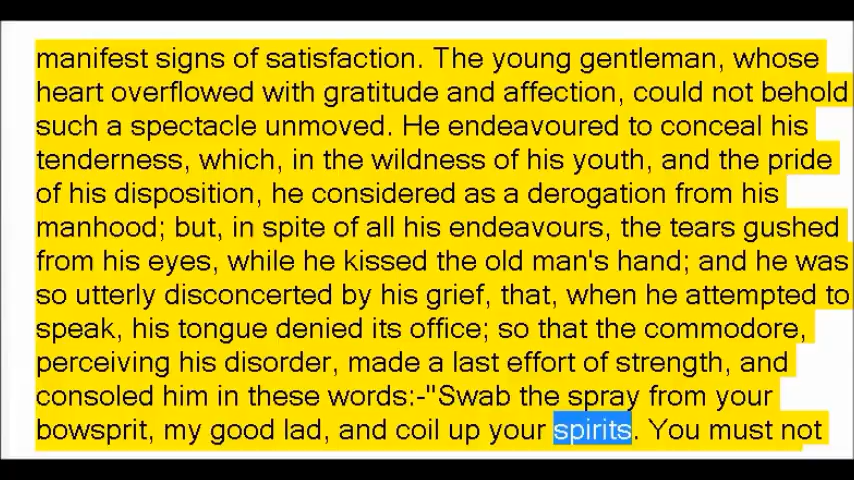 manifest signs of satisfaction. The young gentleman, whose
heart overflowed with gratitude and affection, could not behold
such a spectacle unmoved. He endeavoured to conceal his
tenderness, which, in the wildness of his youth, and the pride
of his disposition, he considered as a derogation from his
manhood; but, in spite of all his endeavours, the tears gushed
from his eyes, while he kissed the old man's hand; and he was
so utterly disconcerted by his grief, that, when he attempted to
speak, his tongue denied its office; so that the commodore,
perceiving his disorder, made a last effort of strength, and
consoled him in these words:-"Swab the spray from your
bowsprit, my good lad, and coil up your spirits. You must not